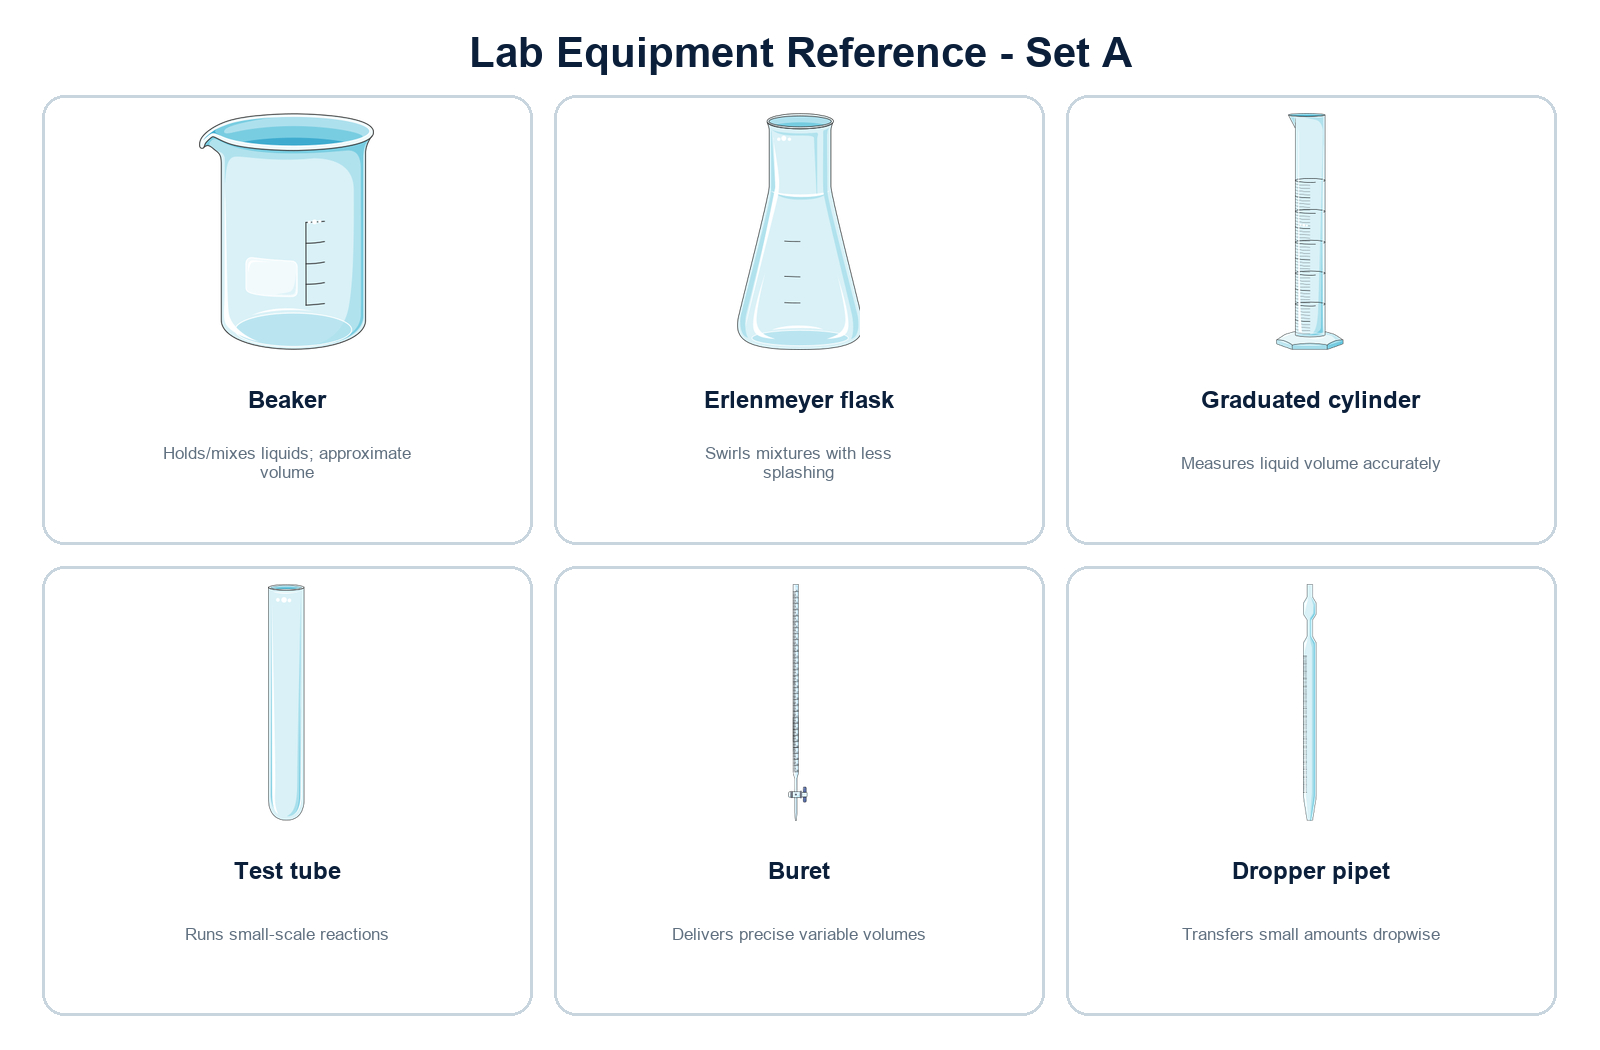 Lab Equipment Reference - Set A
Beaker
Holds/mixes liquids; approximate
volume
Erlenmeyer flask
Swirls mixtures with less
splashing
Graduated cylinder
Measures liquid volume accurately
Test tube
Runs small-scale reactions
Buret
Delivers precise variable volumes
Dropper pipet
Transfers small amounts dropwise